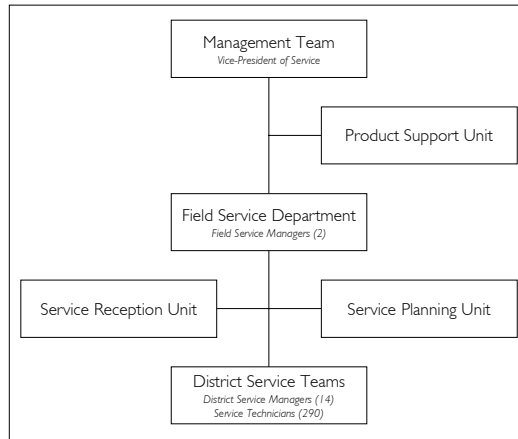 Management Team
Vice-President of Service
Product Support Unit
Field Service Department
Field Service Managers (2)
Service Reception Unit
Service Planning Unit
District Service Teams
District Service Managers (14)
Service Technicians (290)